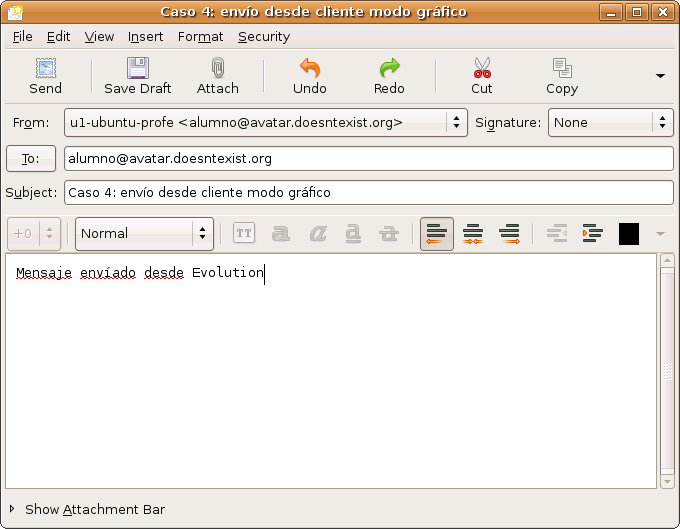 Caso 4: envío desde cliente modo gráfico
File Edit View Insert Format Security
Send Save Draft Attach Undo Redo Cut Copy
From: u1-ubuntu-profe <alumno@avatar.doesntexist.org> Signature: None
To: alumno@avatar.doesntexist.org
Subject: Caso 4: envío desde cliente modo gráfico
+0 Normal TT a a a a
Mensaje envíado desde Evolution
Show Attachment Bar